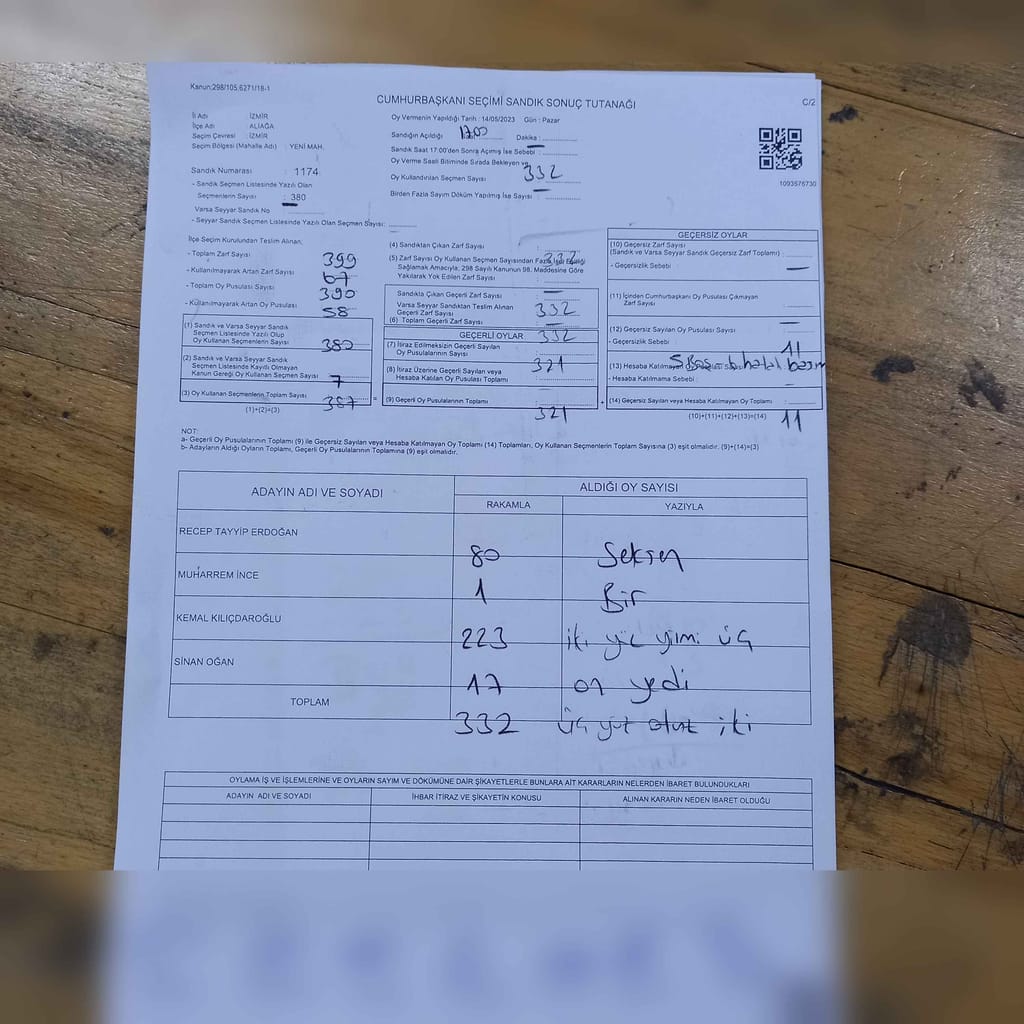 Kanun:298/105,6271/18-1
CUMHURBAŞKANI SEÇİMİ SANDIK SONUÇ TUTANAĞI
C/2
İl Adı : İZMİR
İlçe Adı : ALİAĞA
Seçim Çevresi : İZMİR
Seçim Bölgesi (Mahalle Adı) : YENİ MAH.
Sandık Numarası : 1174
- Sandık Seçmen Listesinde Yazılı Olan
Seçmenlerin Sayısı : 380
Varsa Seyyar Sandık No
- Seyyar Sandık Seçmen Listesinde Yazılı Olan Seçmen Sayısı:
Oy Vermenin Yapıldığı Tarih : 14/05/2023 Gün : Pazar
Sandığın Açıldığı 1700 Dakika :
Sandık Saat 17:00'den Sonra Açılmış İse Sebebi :
Oy Verme Saati Bitiminde Sırada Bekleyen ve
Oy Kullandırılan Seçmen Sayısı 332
Birden Fazla Sayım Döküm Yapılmış İse Sayısı :
1093576730
İlçe Seçim Kurulundan Teslim Alınan;
- Toplam Zarf Sayısı 399
- Kullanılmayarak Artan Zarf Sayısı 67
- Toplam Oy Pusulası Sayısı 390
- Kullanılmayarak Artan Oy Pusulası 58
(1) Sandık ve Varsa Seyyar Sandık
Seçmen Listesinde Yazılı Olup
Oy Kullanan Seçmenlerin Sayısı 380
(2) Sandık ve Varsa Seyyar Sandık
Seçmen Listesinde Kayıtlı Olmayan
Kanun Gereği Oy Kullanan Seçmen Sayısı 7
(3) Oy Kullanan Seçmenlerin Toplam Sayısı 387
(1)+(2)=(3)
(4) Sandıktan Çıkan Zarf Sayısı : 332
(5) Zarf Sayısı Oy Kullanan Seçmen Sayısından Fazla İse Eşitliği
Sağlamak Amacıyla; 298 Sayılı Kanunun 98. Maddesine Göre
Yakılarak Yok Edilen Zarf Sayısı
Sandıkla Çıkan Geçerli Zarf Sayısı
Varsa Seyyar Sandıktan Teslim Alınan
Geçerli Zarf Sayısı 332
(6) Toplam Geçerli Zarf Sayısı
GEÇERLİ OYLAR 332
(7) İtiraz Edilmeksizin Geçerli Sayılan
Oy Pusulalarının Sayısı 321
(8) İtiraz Üzerine Geçerli Sayılan veya
Hesaba Katılan Oy Pusulası Toplamı
(9) Geçerli Oy Pusulalarının Toplamı 321
GEÇERSİZ OYLAR
(10) Geçersiz Zarf Sayısı
(Sandık ve Varsa Seyyar Sandık Geçersiz Zarf Toplamı)
- Geçersizlik Sebebi
(11) İçinden Cumhurbaşkanı Oy Pusulası Çıkmayan
Zarf Sayısı
(12) Geçersiz Sayılan Oy Pusulası Sayısı
- Geçersizlik Sebebi 11
(13) Hesaba Katılmayan
- Hesaba Katılmama Sebebi :
(14) Geçersiz Sayılan veya Hesaba Katılmayan Oy Toplamı
(10)+(11)+(12)+(13)=(14) 11
NOT:
a- Geçerli Oy Pusulalarının Toplamı (9) ile Geçersiz Sayılan veya Hesaba Katılmayan Oy Toplamı (14) Toplamları, Oy Kullanan Seçmenlerin Toplam Sayısına (3) eşit olmalıdır. (9)+(14)=(3)
b- Adayların Aldığı Oyların Toplamı, Geçerli Oy Pusulalarının Toplamına (9) eşit olmalıdır.
ADAYIN ADI VE SOYADI
ALDIĞI OY SAYISI
RAKAMLA YAZIYLA
RECEP TAYYİP ERDOĞAN 80 Seksen
MUHARREM İNCE 1 Bir
KEMAL KILIÇDAROĞLU 223 iki yüz yimi üç
SİNAN OĞAN 17 on yedi
TOPLAM 332 üç yüz otuz iki
OYLAMA İŞ VE İŞLEMLERİNE VE OYLARIN SAYIM VE DÖKÜMÜNE DAİR ŞİKAYETLERLE BUNLARA AİT KARARLARIN NELERDEN İBARET BULUNDUKLARI
ADAYIN ADI VE SOYADI İHBAR İTİRAZ VE ŞİKAYETİN KONUSU ALINAN KARARIN NEDEN İBARET OLDUĞU